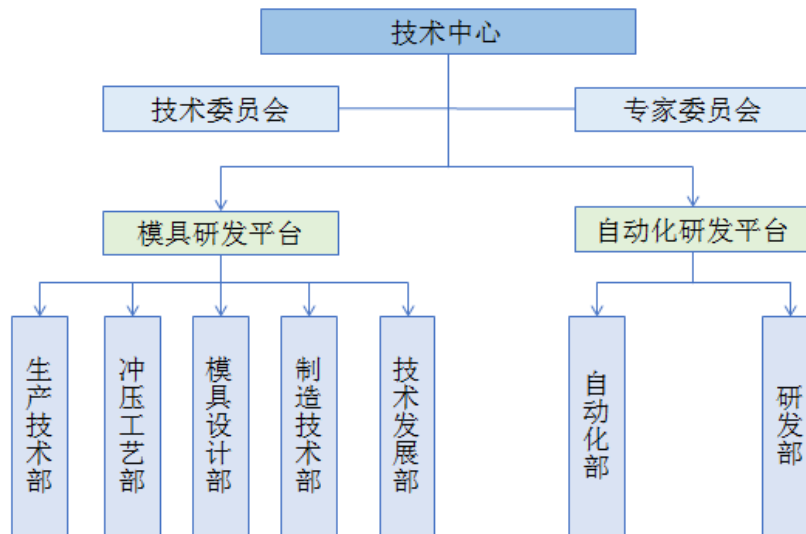 技术中心
技术委员会
专家委员会
模具研发平台
自动化研发平台
生产技术部
冲压工艺部
模具设计部
制造技术部
技术发展部
自动化部
研发部